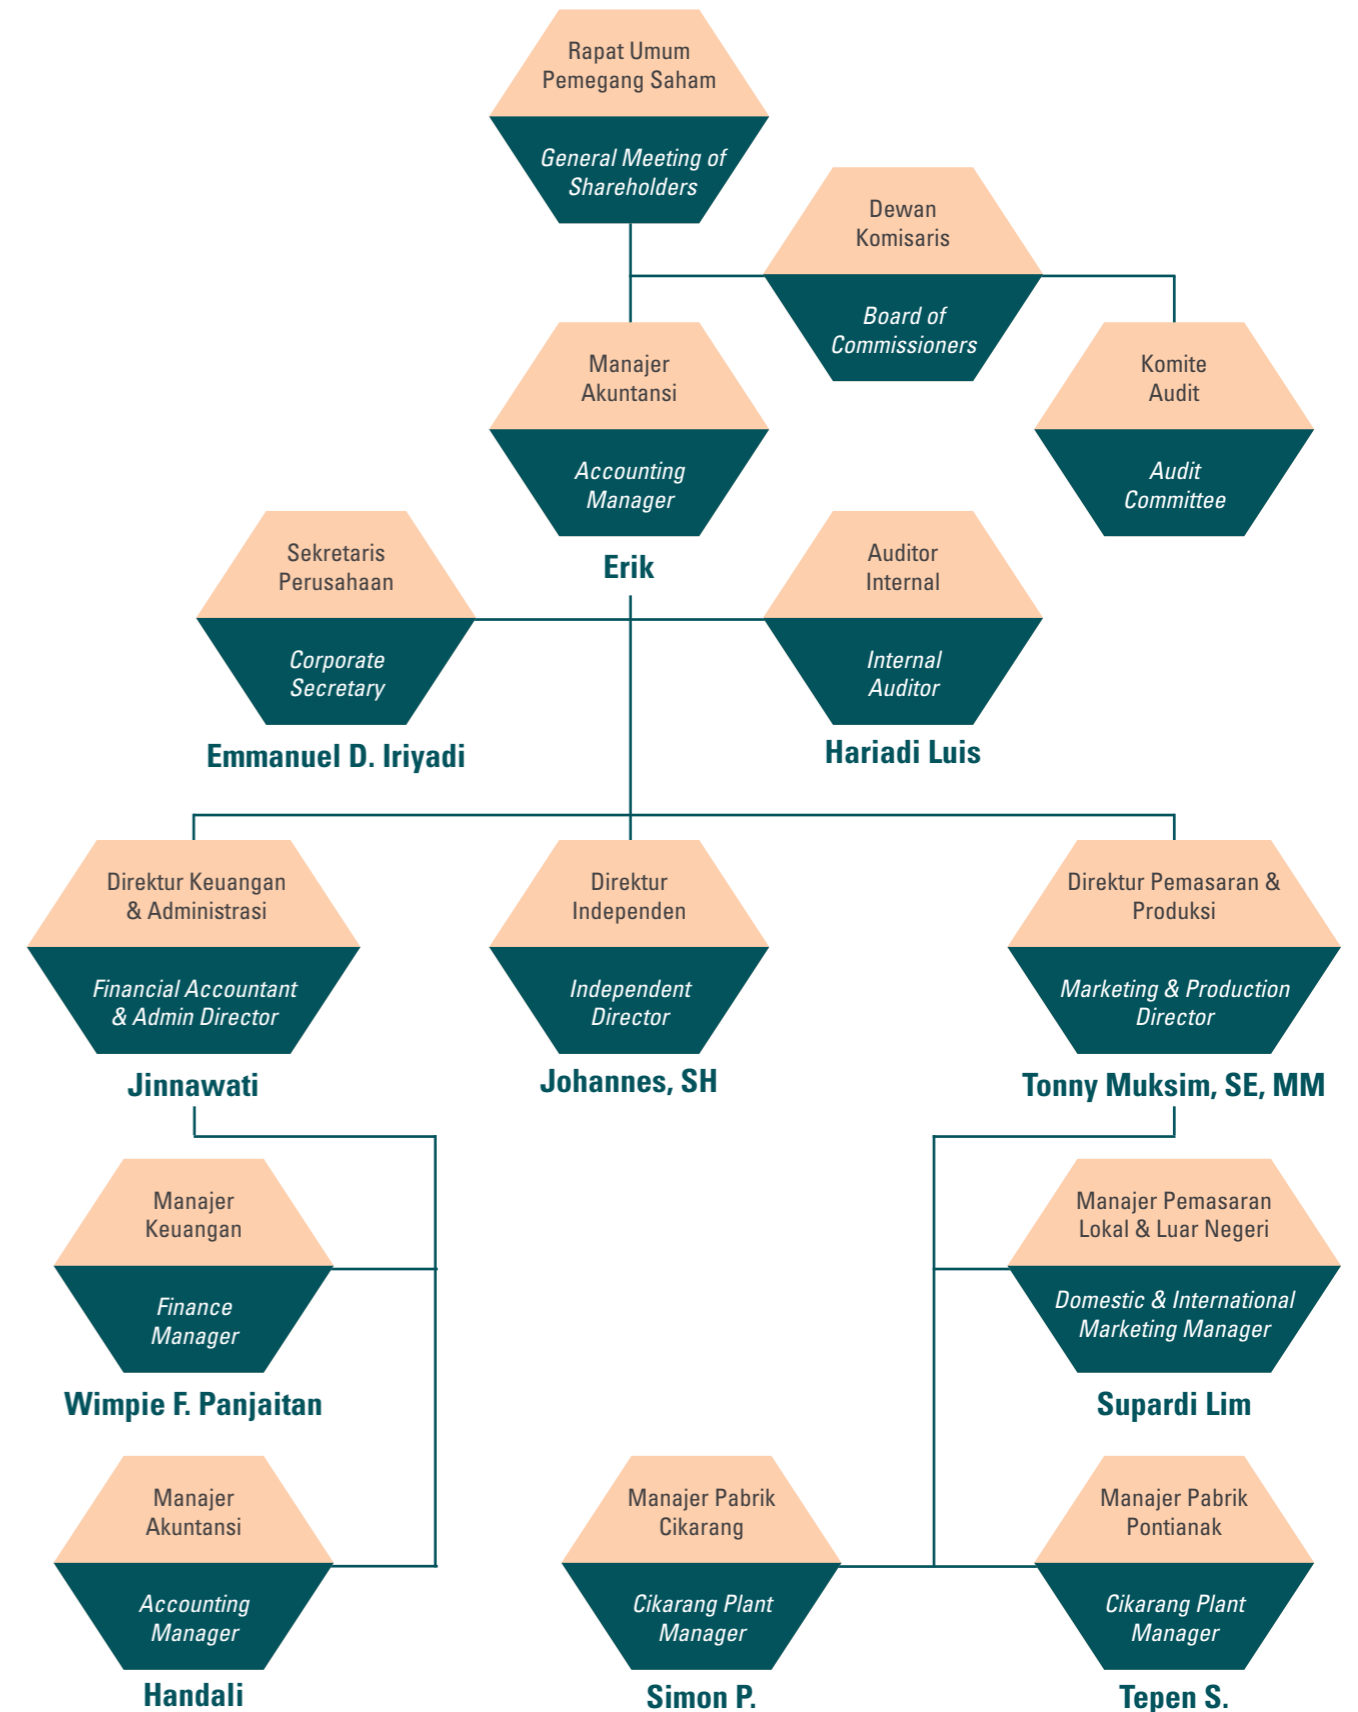 Rapat Umum
Pemegang Saham
General Meeting of
Shareholders
Dewan
Komisaris
Board of
Commissioners
Manajer
Akuntansi
Accounting
Manager
Erik
Komite
Audit
Audit
Committee
Sekretaris
Perusahaan
Corporate
Secretary
Emmanuel D. Iriyadi
Auditor
Internal
Internal
Auditor
Hariadi Luis
Direktur Keuangan
& Administrasi
Financial Accountant
& Admin Director
Jinnawati
Direktur
Independen
Independent
Director
Johannes, SH
Direktur Pemasaran &
Produksi
Marketing & Production
Director
Tonny Muksim, SE, MM
Manajer
Keuangan
Finance
Manager
Wimpie F. Panjaitan
Manajer Pemasaran
Lokal & Luar Negeri
Domestic & International
Marketing Manager
Supardi Lim
Manajer
Akuntansi
Accounting
Manager
Handali
Manajer Pabrik
Cikarang
Cikarang Plant
Manager
Simon P.
Manajer Pabrik
Pontianak
Cikarang Plant
Manager
Tepen S.